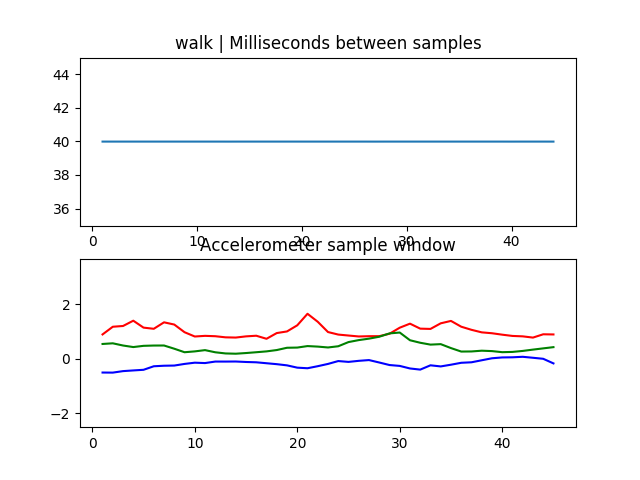 walk | Milliseconds between samples
44
42
40
38
36
0 10 20 30 40
Accelerometer sample window
2
0
−2
0 10 20 30 40